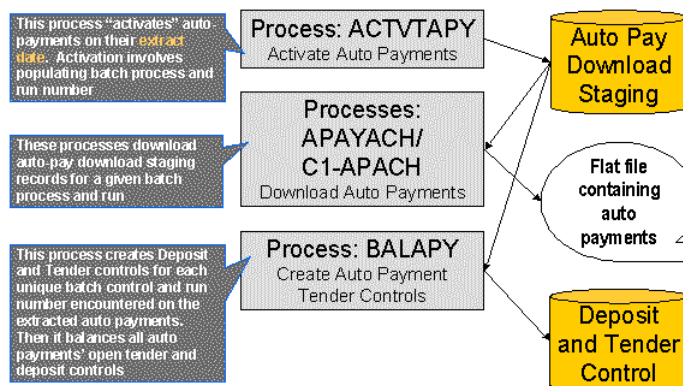 This process “activates” auto
payments on their extract
date.  Activation involves
populating batch process and
run number
Process: ACTVTAPY
Activate Auto Payments
Auto Pay
Download
Staging
These processes download
auto-pay download staging
records for a given batch
process and run
Processes:
APAYACH/
C1-APACH
Download Auto Payments
Flat file
containing
auto
payments
This process creates Deposit
and Tender controls for each
unique batch control and run
number encountered on the
extracted auto payments.
Then it balances all auto
payments’ open tender and
deposit controls
Process: BALAPY
Create Auto Payment
Tender Controls
Deposit
and Tender
Control